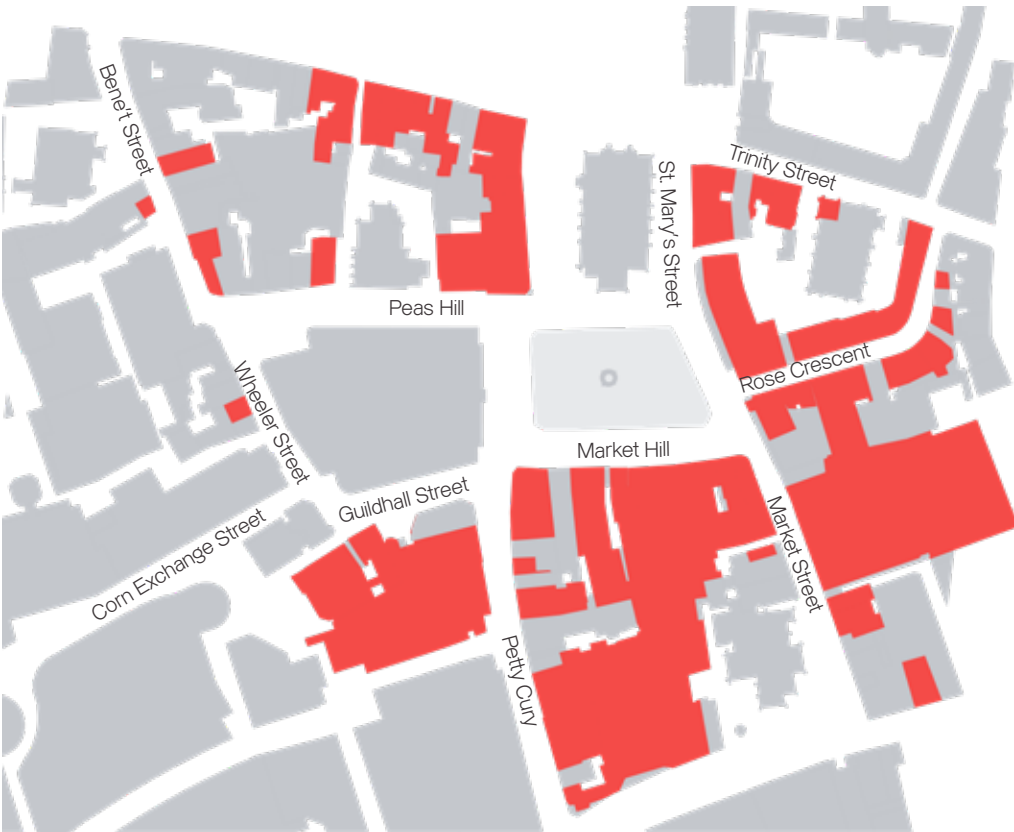 Bene't Street
Trinity Street
St. Mary's Street
Peas Hill
Rose Crescent
Wheeler Street
Market Hill
Guildhall Street
Corn Exchange Street
Market Street
Petty Cury